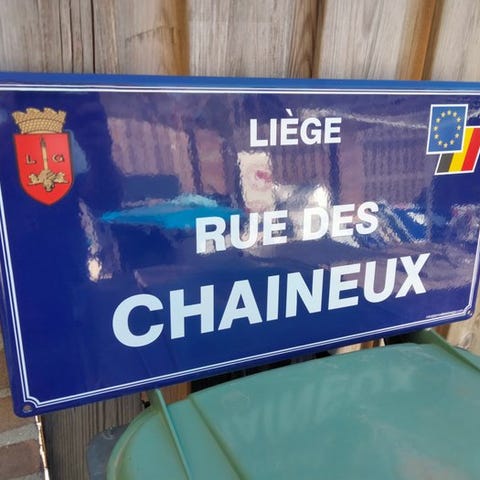 LIÈGE
L G
RUE DES
CHAINEUX